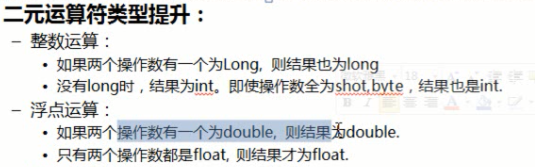 二元运算符类型提升：
– 整数运算：
• 如果两个操作数有一个为Long, 则结果也为long
• 没有long时，结果为int。即使操作数全为shot,byte，结果也是int.
– 浮点运算：
• 如果两个操作数有一个为double, 则结果为double.
• 只有两个操作数都是float, 则结果才为float.